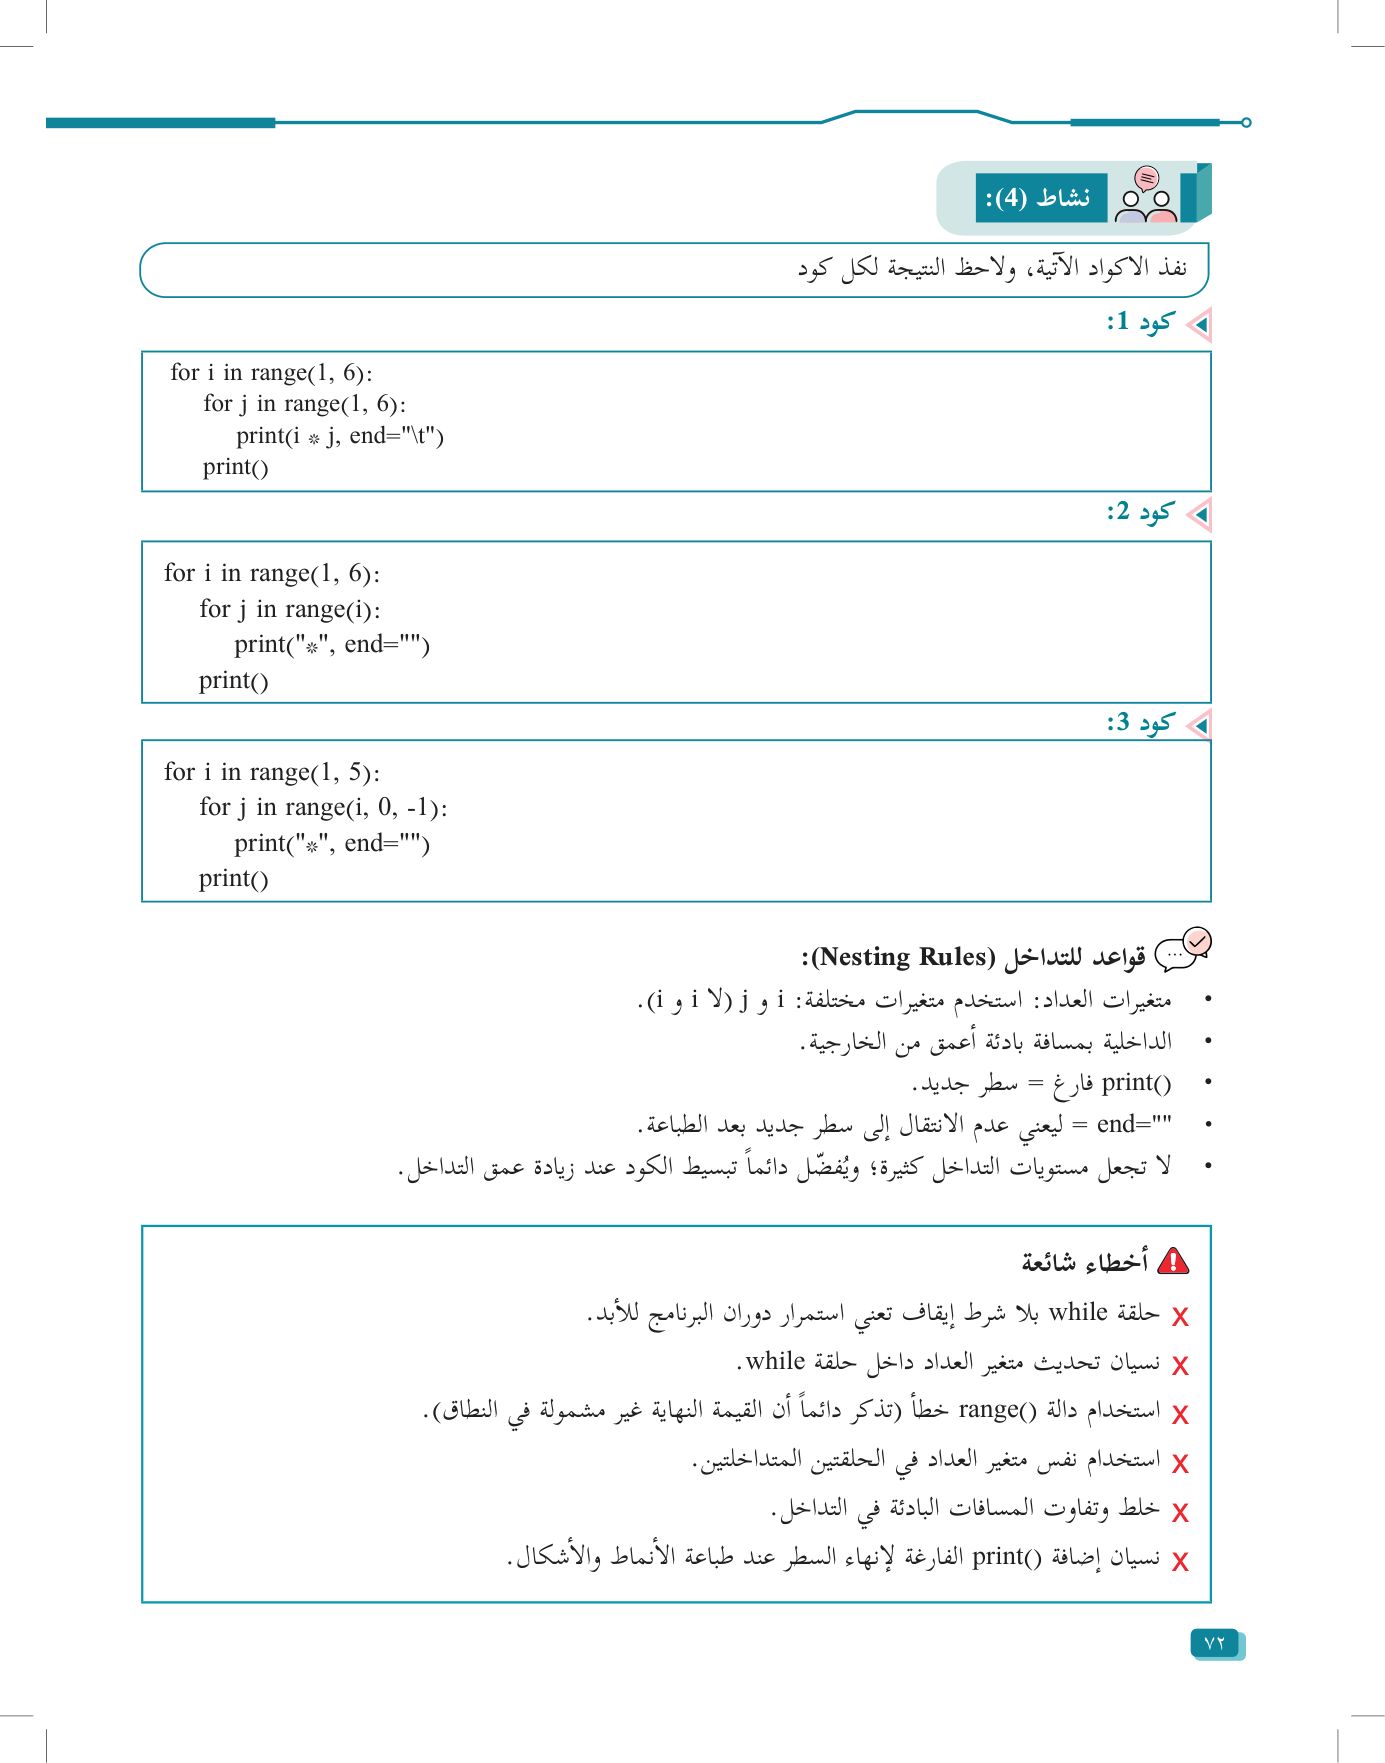 نشاط (4):
نفذ الاكواد الآتية، ولاحظ النتيجة لكل كود
كود 1:
for i in range(1, 6):
    for j in range(1, 6):
        print(i * j, end="\t")
    print()
كود 2:
for i in range(1, 6):
    for j in range(i):
        print("*", end="")
    print()
كود 3:
for i in range(1, 5):
    for j in range(i, 0, -1):
        print("*", end="")
    print()
قواعد للتداخل (Nesting Rules):
• متغيرات العداد: استخدم متغيرات مختلفة: i و j (لا i و i).
• الداخلية بمسافة بادئة أعمق من الخارجية.
• print() فارغ = سطر جديد.
• end="" = ليعني عدم الانتقال إلى سطر جديد بعد الطباعة.
• لا تجعل مستويات التداخل كثيرة؛ ويُفضّل دائماً تبسيط الكود عند زيادة عمق التداخل.
أخطاء شائعة
X حلقة while بلا شرط إيقاف تعني استمرار دوران البرنامج للأبد.
X نسيان تحديث متغير العداد داخل حلقة while.
X استخدام دالة range() خطأ (تذكر دائماً أن القيمة النهاية غير مشمولة في النطاق).
X استخدام نفس متغير العداد في الحلقتين المتداخلتين.
X خلط وتفاوت المسافات البادئة في التداخل.
X نسيان إضافة print() الفارغة لإنهاء السطر عند طباعة الأنماط والأشكال.
٧٢